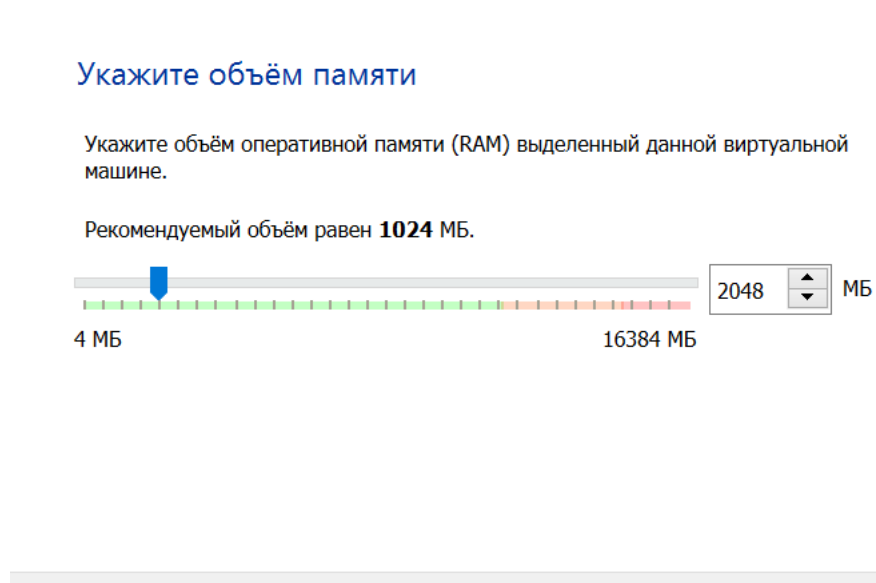 Укажите объём памяти
Укажите объём оперативной памяти (RAM) выделенный данной виртуальной
машине.
Рекомендуемый объём равен 1024 МБ.
2048 МБ
4 МБ 16384 МБ